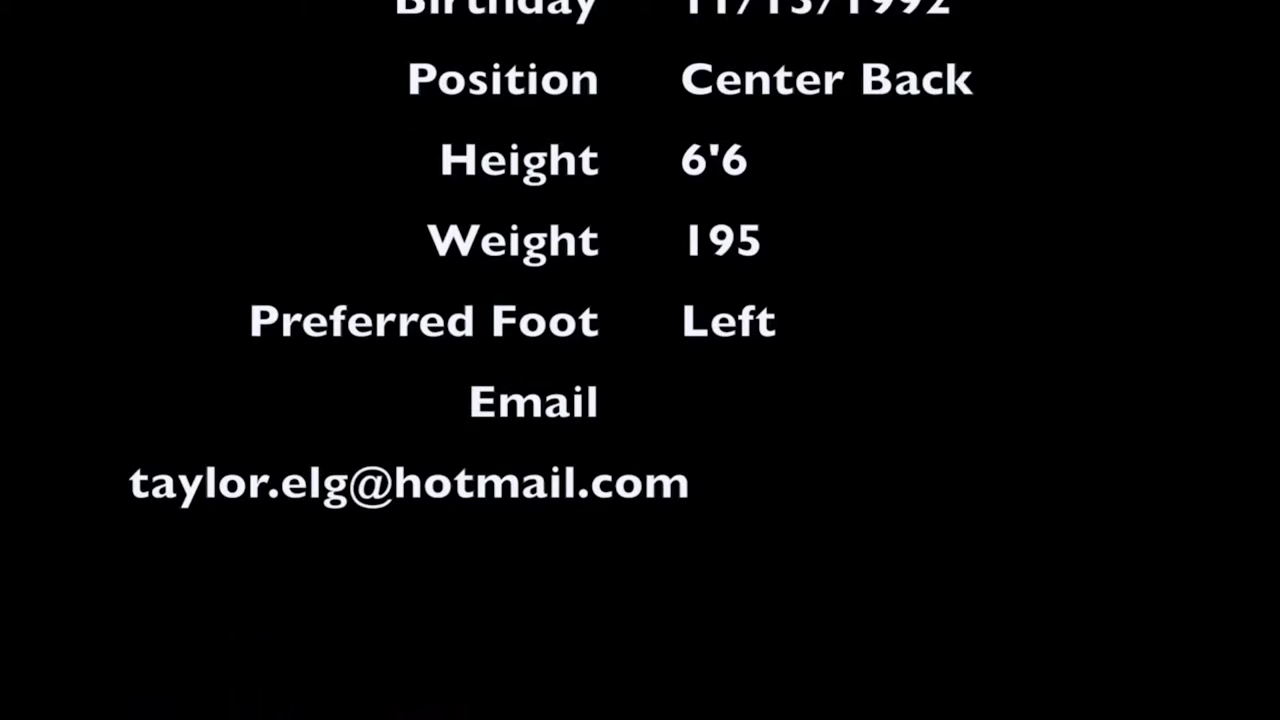 Birthday 11/13/1992
Position Center Back
Height 6'6
Weight 195
Preferred Foot Left
Email
taylor.elg@hotmail.com